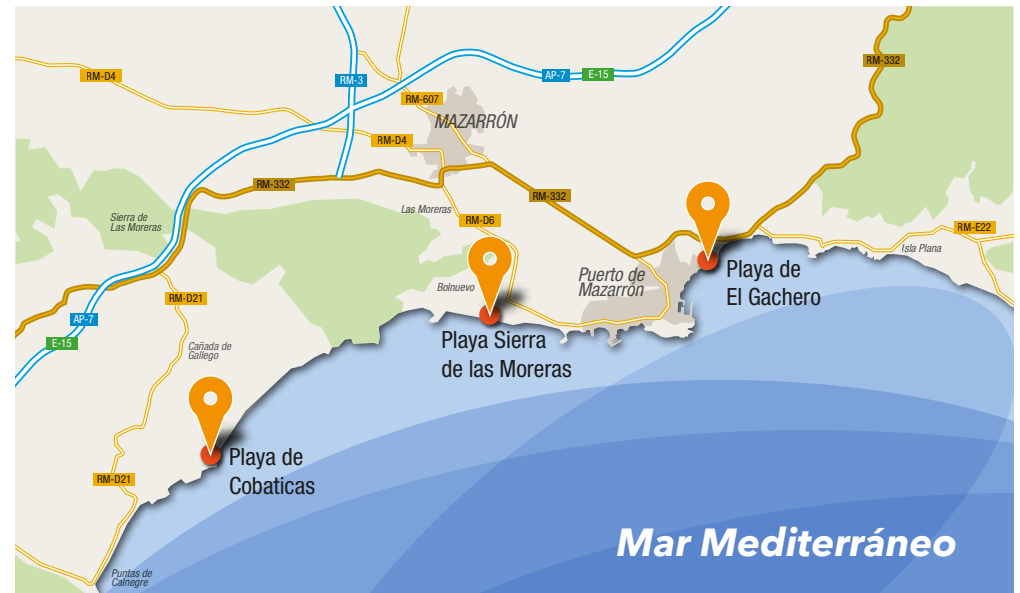 RM-332
RM-D4
RM-3
AP-7
E-15
RM-607
MAZARRÓN
RM-D4
RM-332
RM-332
Las Moreras
RM-D6
Sierra de
Las Moreras
RM-E22
Isla Plana
Puerto de
Mazarrón
Playa de
El Gachero
Bolnuevo
RM-D21
AP-7
E-15
Playa Sierra
de las Moreras
Cañada de
Gallego
Playa de
Cobaticas
RM-D21
Mar Mediterráneo
Puntas de
Calnegre